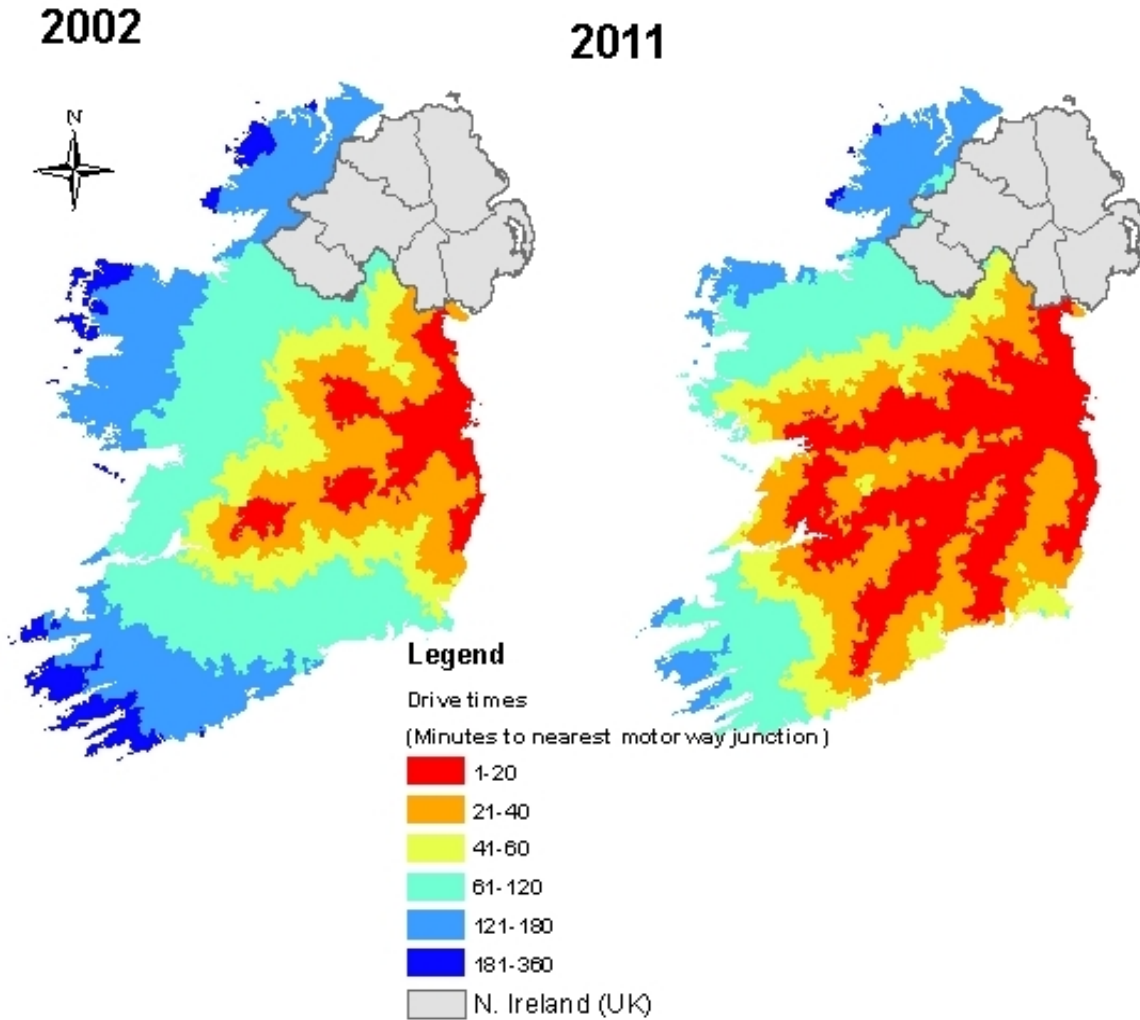 2002
2011
N
Legend
Drive times
(Minutes to nearest motorway junction)
1-20
21-40
41-60
61-120
121-180
181-360
N. Ireland (UK)